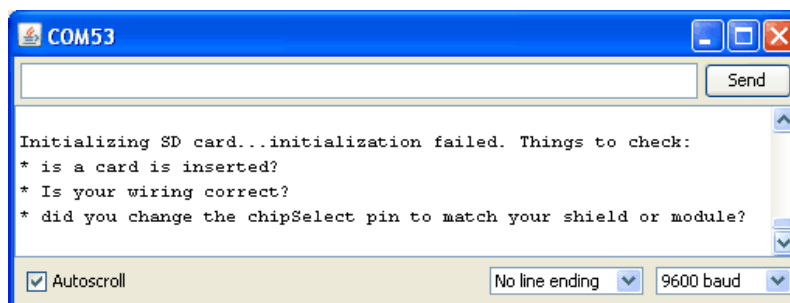 COM53
Send
Initializing SD card...initialization failed. Things to check:
* is a card is inserted?
* Is your wiring correct?
* did you change the chipSelect pin to match your shield or module?
Autoscroll
No line ending
9600 baud